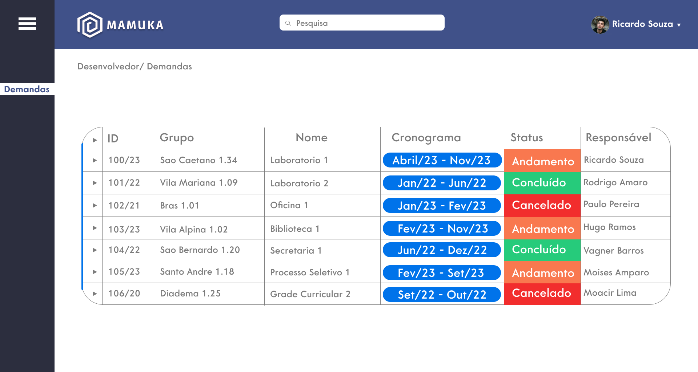 MAMUKA
Pesquisa
Ricardo Souza
Desenvolvedor/ Demandas
Demandas
ID Grupo Nome Cronograma Status Responsável
100/23 Sao Caetano 1.34 Laboratorio 1 Abril/23 - Nov/23 Andamento Ricardo Souza
101/22 Vila Mariana 1.09 Laboratorio 2 Jan/22 - Jun/22 Concluído Rodrigo Amaro
102/21 Bras 1.01 Oficina 1 Jan/23 - Jav/23 Cancelado Paulo Pereira
103/23 Vila Alpina 1.02 Biblioteca 1 Fev/23 - Nov/23 Andamento Hugo Ramos
104/22 Sao Bernardo 1.20 Secretaria 1 Jun/22 - Dez/22 Concluído Vagner Barros
105/23 Santo Andre 1.18 Processo Seletivo 1 Fev/23 - Set/23 Andamento Moises Amparo
106/20 Diadema 1.25 Grade Curricular 2 Set/22 - Out/22 Cancelado Moacir Lima